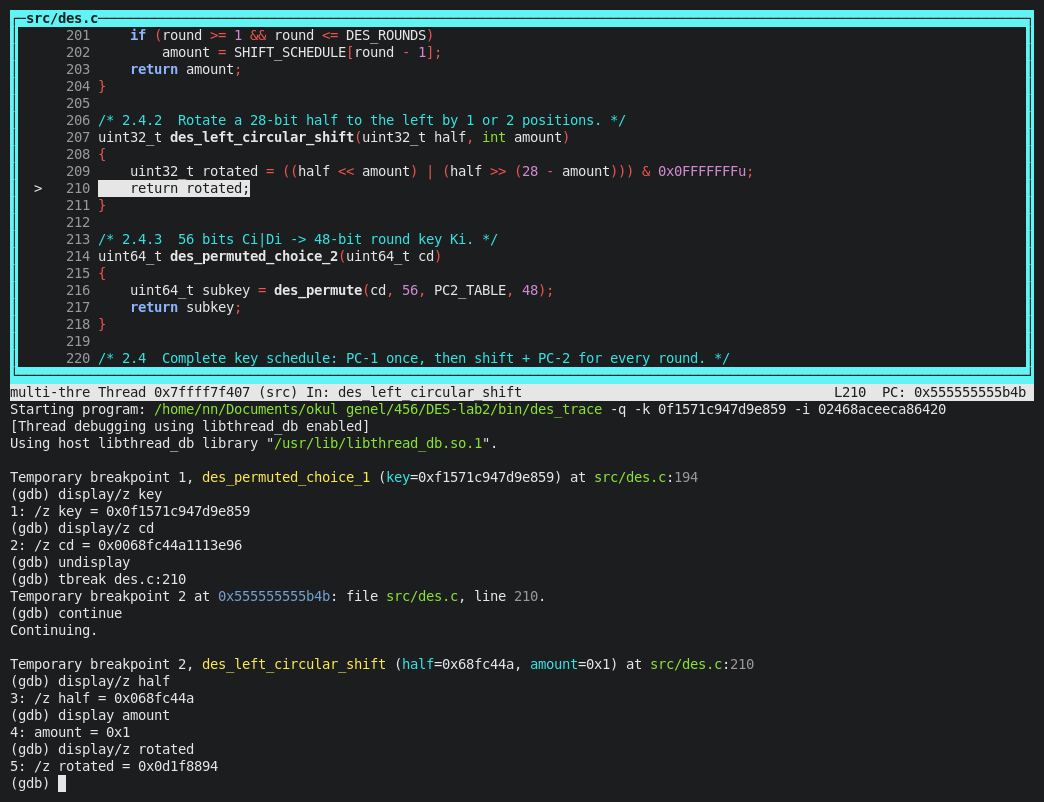 src/des.c
201     if (round >= 1 && round <= DES_ROUNDS)
202         amount = SHIFT_SCHEDULE[round - 1];
203     return amount;
204 }
205
206 /* 2.4.2  Rotate a 28-bit half to the left by 1 or 2 positions. */
207 uint32_t des_left_circular_shift(uint32_t half, int amount)
208 {
209     uint32_t rotated = ((half << amount) | (half >> (28 - amount))) & 0x0FFFFFFFu;
> 210     return rotated;
211 }
212
213 /* 2.4.3  56 bits Ci|Di -> 48-bit round key Ki. */
214 uint64_t des_permuted_choice_2(uint64_t cd)
215 {
216     uint64_t subkey = des_permute(cd, 56, PC2_TABLE, 48);
217     return subkey;
218 }
219
220 /* 2.4  Complete key schedule: PC-1 once, then shift + PC-2 for every round. */
multi-thre Thread 0x7ffff7f407 (src) In: des_left_circular_shift L210 PC: 0x555555555b4b
Starting program: /home/nn/Documents/okul genel/456/DES-lab2/bin/des_trace -q -k 0f1571c947d9e859 -i 02468aceeca86420
[Thread debugging using libthread_db enabled]
Using host libthread_db library "/usr/lib/libthread_db.so.1".

Temporary breakpoint 1, des_permuted_choice_1 (key=0xf1571c947d9e859) at src/des.c:194
(gdb) display/z key
1: /z key = 0x0f1571c947d9e859
(gdb) display/z cd
2: /z cd = 0x0068fc44a1113e96
(gdb) undisplay
(gdb) tbreak des.c:210
Temporary breakpoint 2 at 0x555555555b4b: file src/des.c, line 210.
(gdb) continue
Continuing.

Temporary breakpoint 2, des_left_circular_shift (half=0x68fc44a, amount=0x1) at src/des.c:210
(gdb) display/z half
3: /z half = 0x068fc44a
(gdb) display amount
4: amount = 0x1
(gdb) display/z rotated
5: /z rotated = 0x0d1f8894
(gdb)